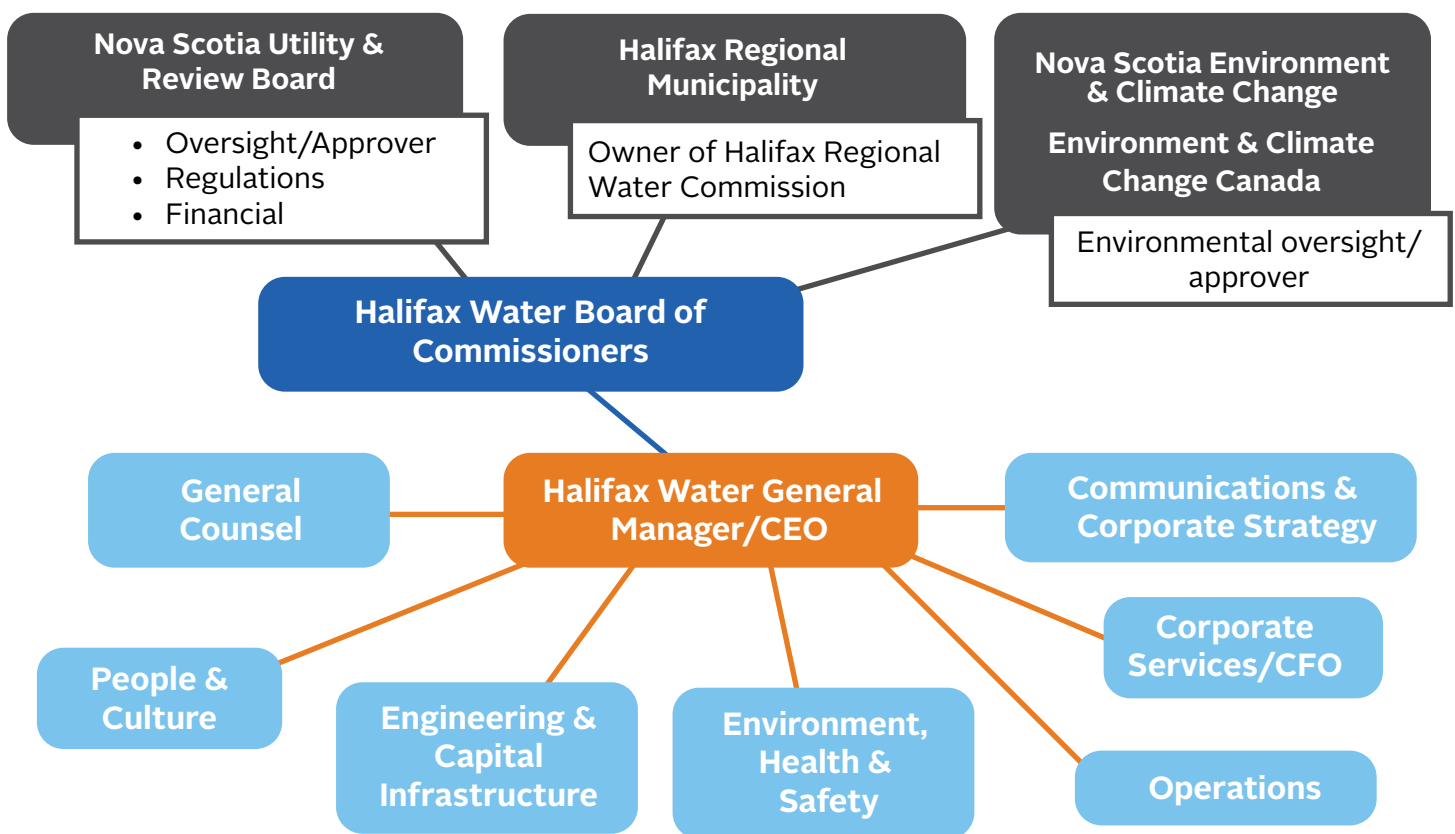 Nova Scotia Utility &
Review Board
• Oversight/Approver
• Regulations
• Financial
Halifax Regional
Municipality
Owner of Halifax Regional
Water Commission
Nova Scotia Environment
& Climate Change
Environment & Climate
Change Canada
Environmental oversight/
approver
Halifax Water Board of
Commissioners
General
Counsel
Halifax Water General
Manager/CEO
Communications &
Corporate Strategy
People &
Culture
Engineering &
Capital
Infrastructure
Environment,
Health &
Safety
Corporate
Services/CFO
Operations